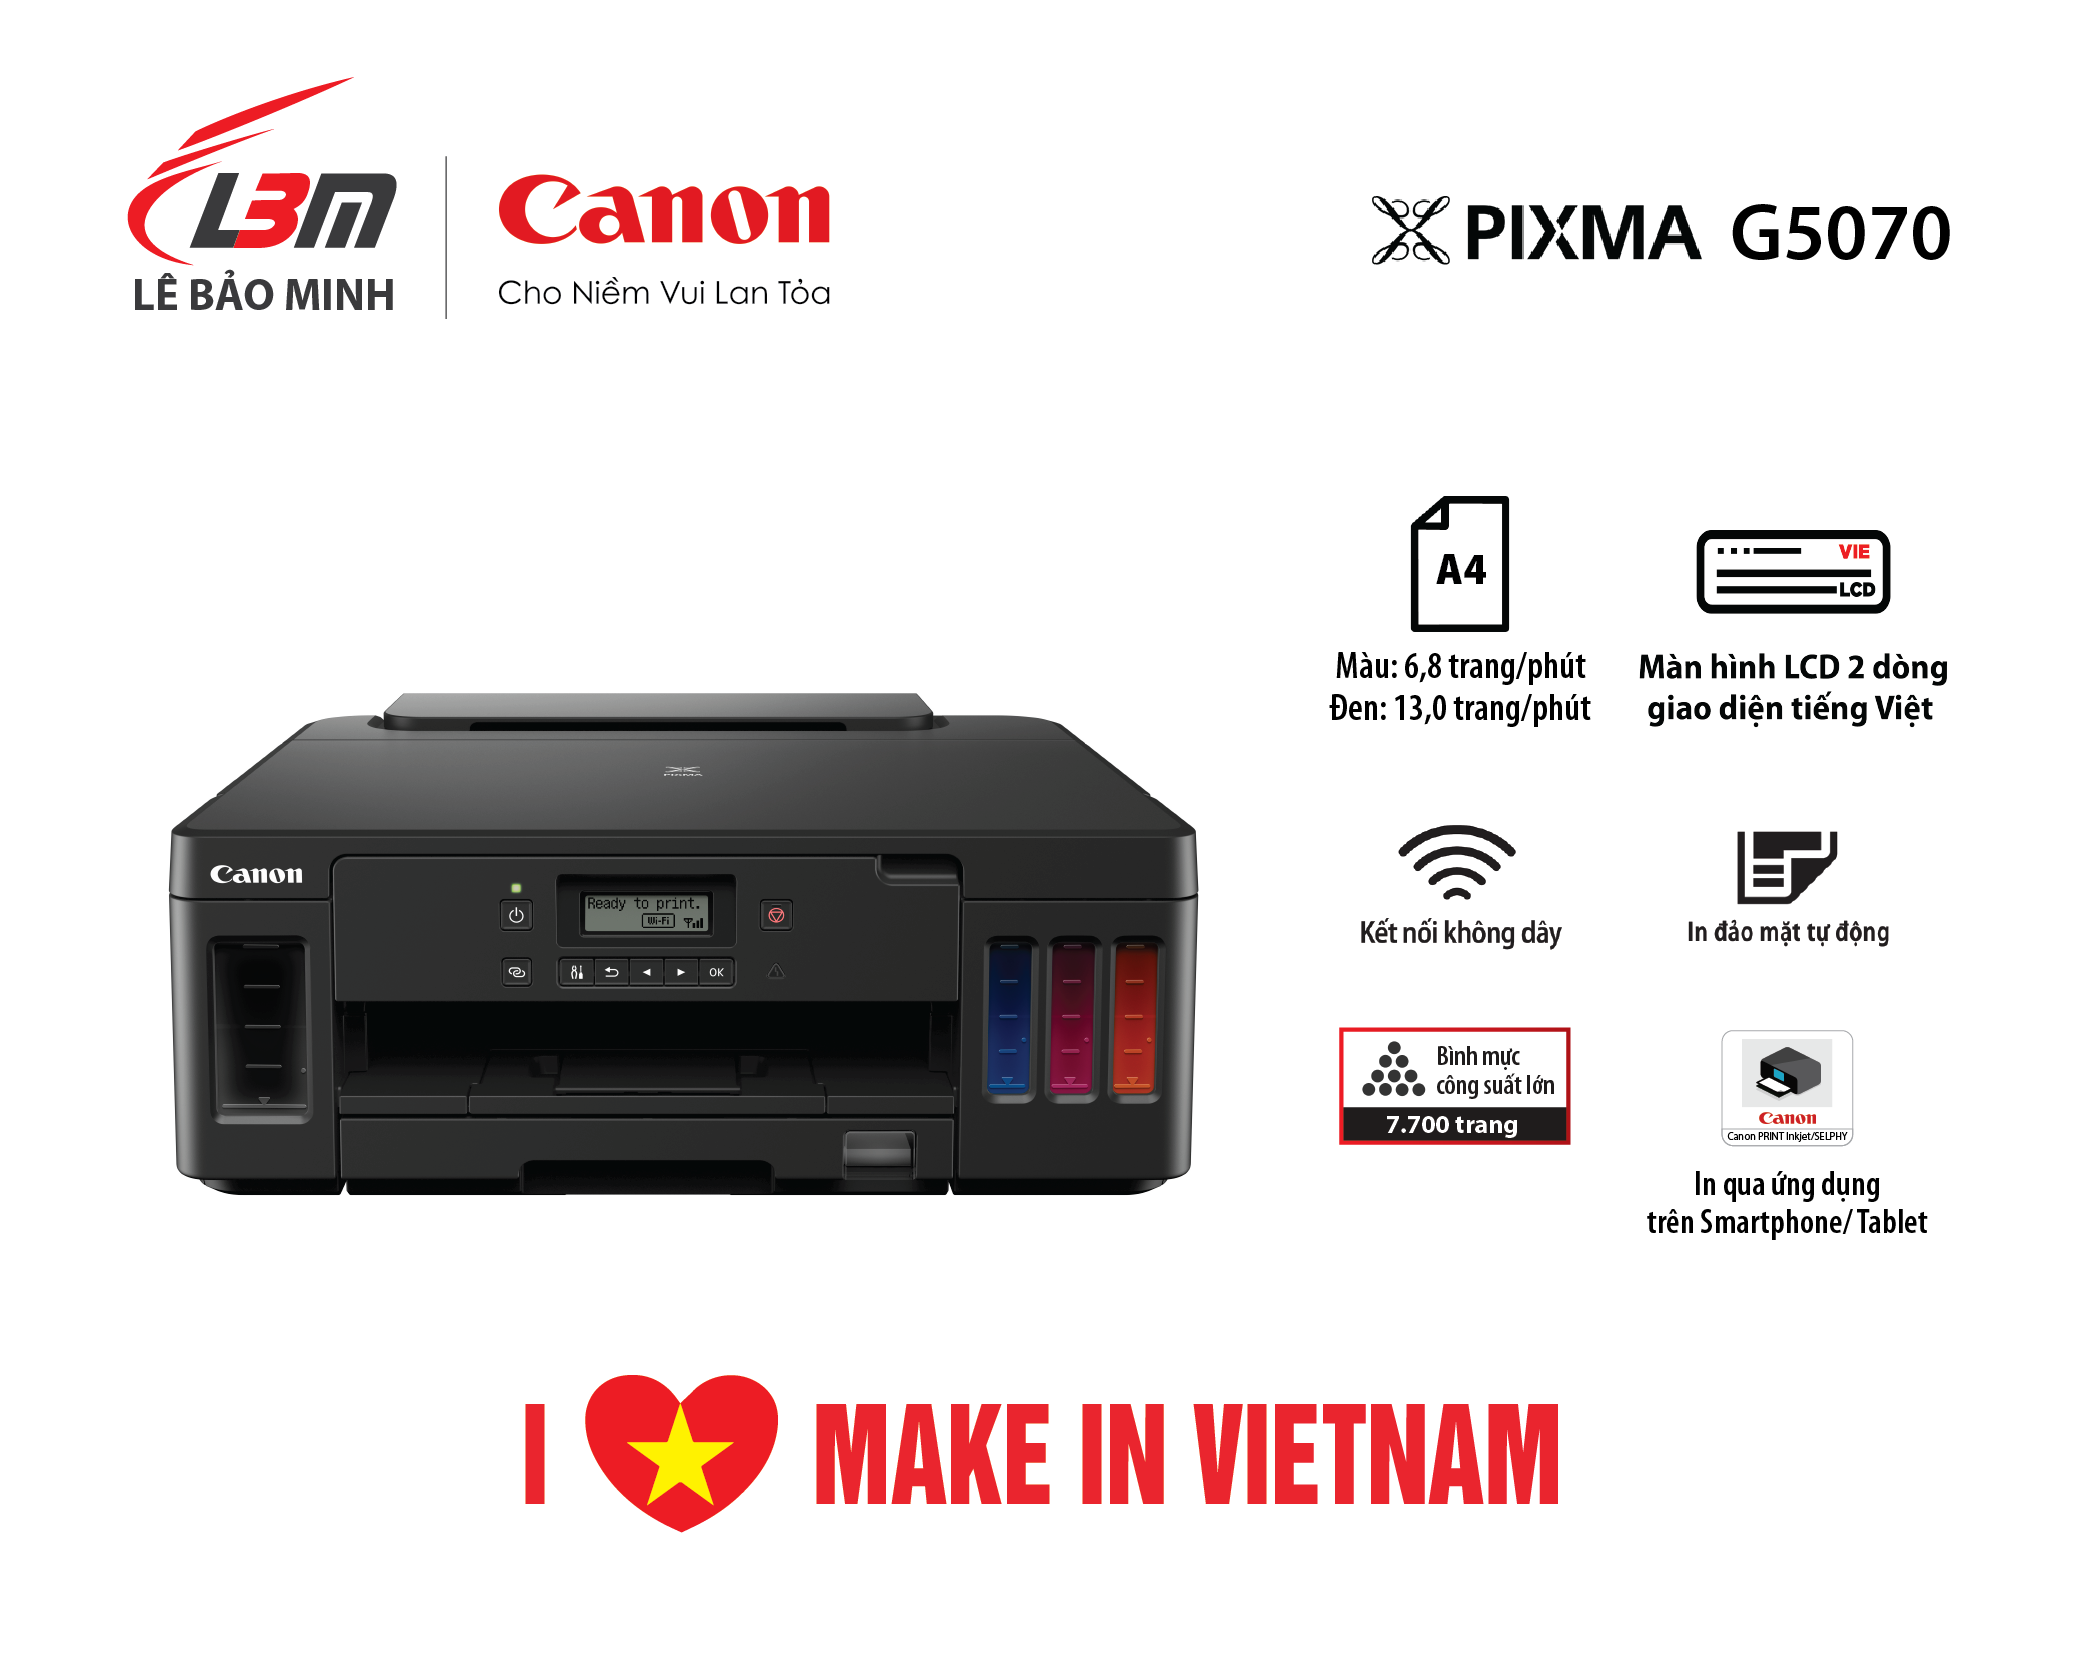 LBM
LÊ BẢO MINH
Canon
Cho Niềm Vui Lan Tỏa
PIXMA G5070
A4
Màu: 6,8 trang/phút
Đen: 13,0 trang/phút
VIE
LCD
Màn hình LCD 2 dòng
giao diện tiếng Việt
PIXMA
Canon
Ready to print.
Wi-Fi
OK
Kết nối không dây
In đảo mặt tự động
Bình mực
công suất lớn
7.700 trang
Canon
Canon PRINT Inkjet/SELPHY
In qua ứng dụng
trên Smartphone/ Tablet
I MAKE IN VIETNAM